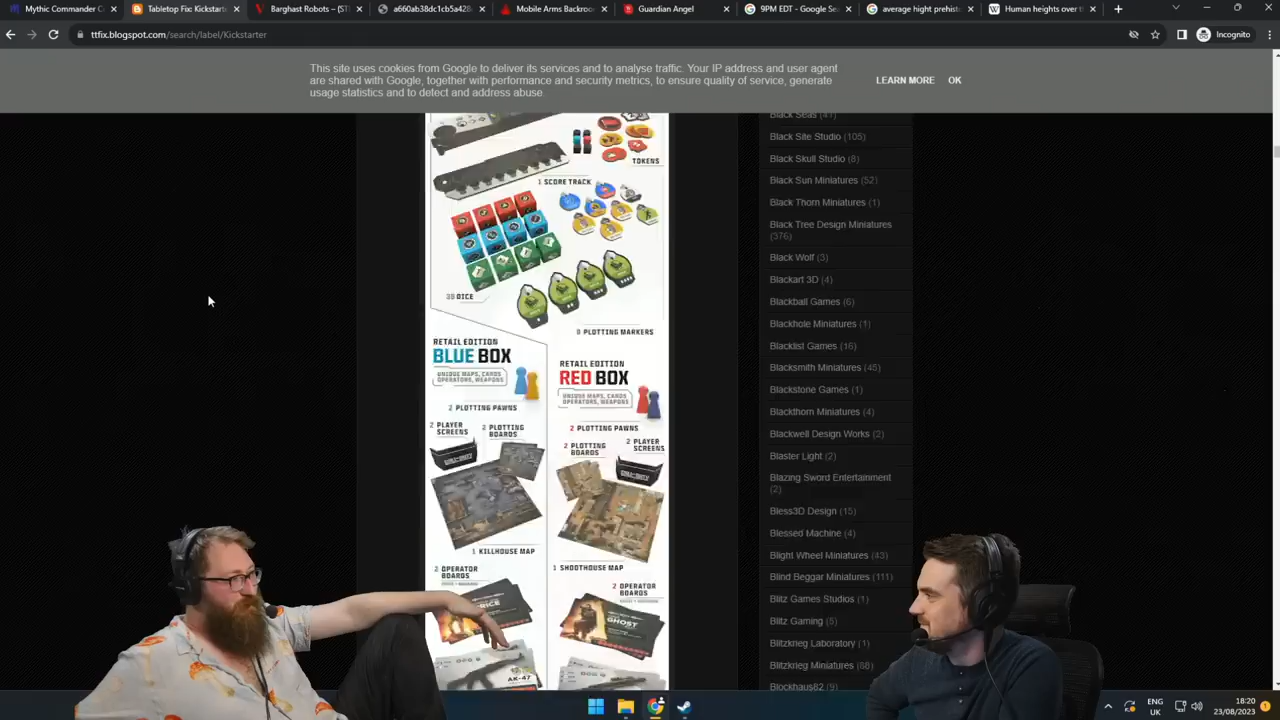 Mythic Commander C
Tabletop Fix Kickstart
Barghast Robots – [ST
a660ab38dc1cb5a428
Mobile Arms Backroo
Guardian Angel
9PM EDT - Google Se
average hight prehist
Human heights over t
ttfix.blogspot.com/search/label/Kickstarter
Incognito
This site uses cookies from Google to deliver its services and to analyse traffic. Your IP address and user agent
are shared with Google, together with performance and security metrics, to ensure quality of service, generate
usage statistics and to detect and address abuse.
LEARN MORE OK
TOKENS
1 SCORE TRACK
30 DICE
8 PLOTTING MARKERS
RETAIL EDITION
BLUE BOX
UNIQUE MAPS, CARDS
OPERATORS, WEAPONS
2 PLOTTING PAWNS
2 PLAYER
SCREENS
2 PLOTTING
BOARDS
1 KILLHOUSE MAP
2 OPERATOR
BOARDS
PRICE
AK-47
RETAIL EDITION
RED BOX
UNIQUE MAPS, CARDS
OPERATORS, WEAPONS
2 PLOTTING PAWNS
2 PLOTTING
BOARDS
2 PLAYER
SCREENS
1 SHOOTHOUSE MAP
2 OPERATOR
BOARDS
GHOST
Black Seas (41)
Black Site Studio (105)
Black Skull Studio (8)
Black Sun Miniatures (52)
Black Thorn Miniatures (1)
Black Tree Design Miniatures
(376)
Black Wolf (3)
Blackart 3D (4)
Blackball Games (6)
Blackhole Miniatures (1)
Blacklist Games (16)
Blacksmith Miniatures (45)
Blackstone Games (1)
Blackthorn Miniatures (4)
Blackwell Design Works (2)
Blaster Light (2)
Blazing Sword Entertainment
(2)
Bless3D Design (15)
Blessed Machine (4)
Blight Wheel Miniatures (43)
Blind Beggar Miniatures (111)
Blitz Games Studios (1)
Blitz Gaming (5)
Blitzkrieg Laboratory (1)
Blitzkrieg Miniatures (88)
Blockhaus82 (9)
ENG
UK
18:20
23/08/2023